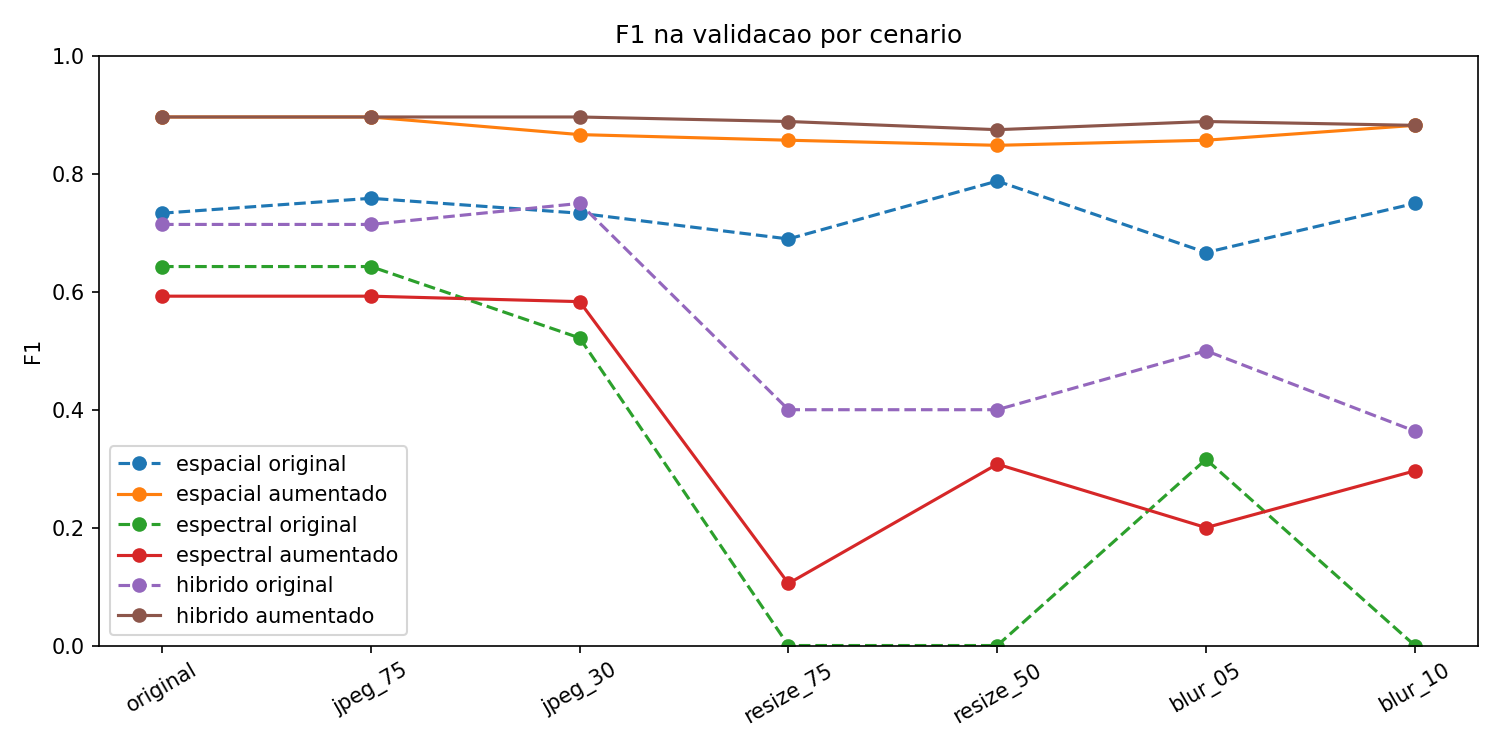 F1 na validacao por cenario
1.0
0.8
0.6
0.4
0.2
0.0
F1
espacial original
espacial aumentado
espectral original
espectral aumentado
hibrido original
hibrido aumentado
original
jpeg_75
jpeg_30
resize_75
resize_50
blur_05
blur_10